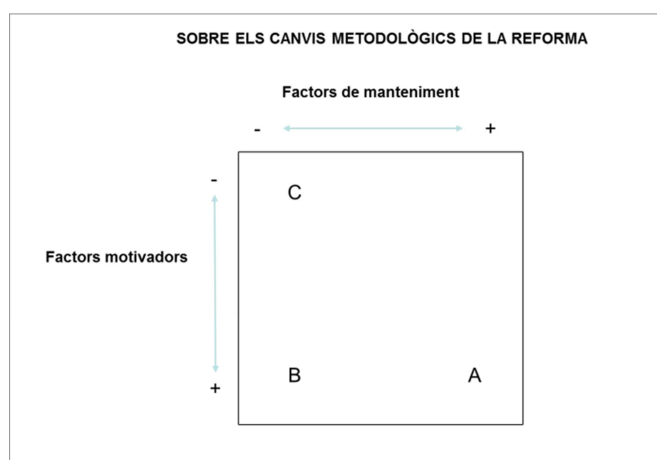 SOBRE ELS CANVIS METODOLÒGICS DE LA REFORMA
Factors de manteniment
- +
-
C
Factors motivadors
B A
+